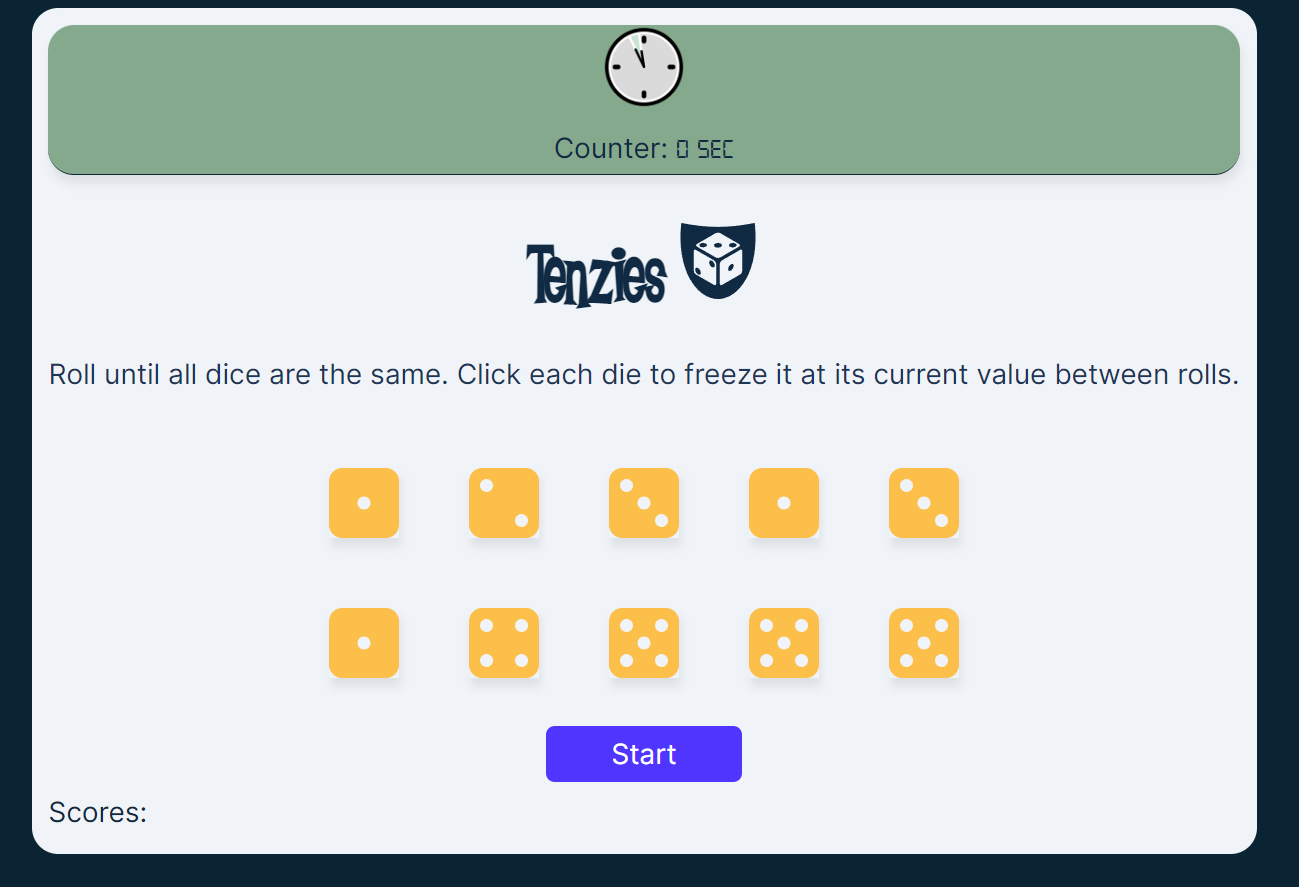 Counter: 0 SEC
Tenzies
Roll until all dice are the same. Click each die to freeze it at its current value between rolls.
Start
Scores: